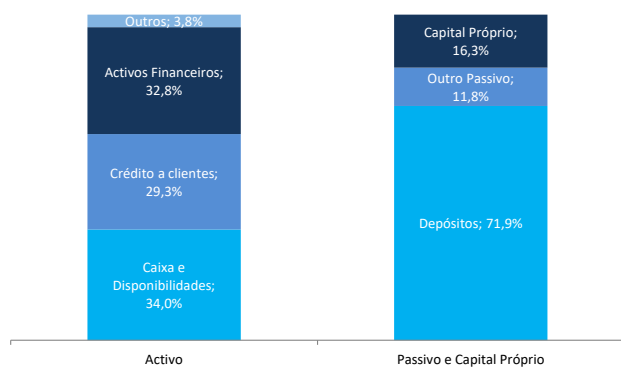 Outros; 3,8%
Activos Financeiros;
32,8%
Crédito a clientes;
29,3%
Caixa e
Disponibilidades;
34,0%
Capital Próprio;
16,3%
Outro Passivo;
11,8%
Depósitos; 71,9%
Activo
Passivo e Capital Próprio